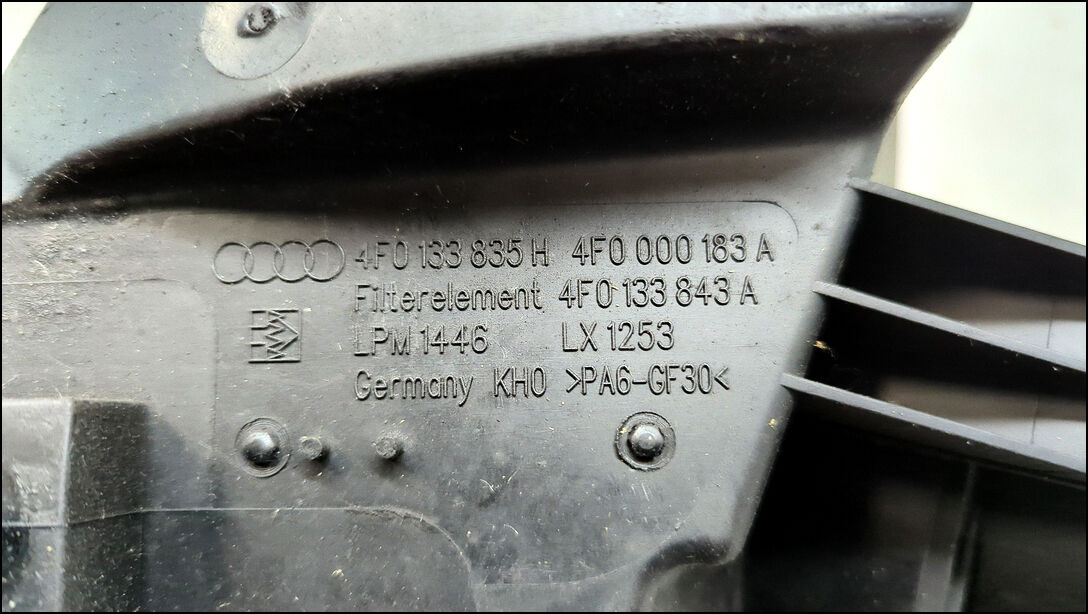 4F0 133 835 H 4F0 000 183 A
Filterelement 4F0 133 843 A
LPM 1446 LX 1253
Germany KH0 >PA6-GF30<